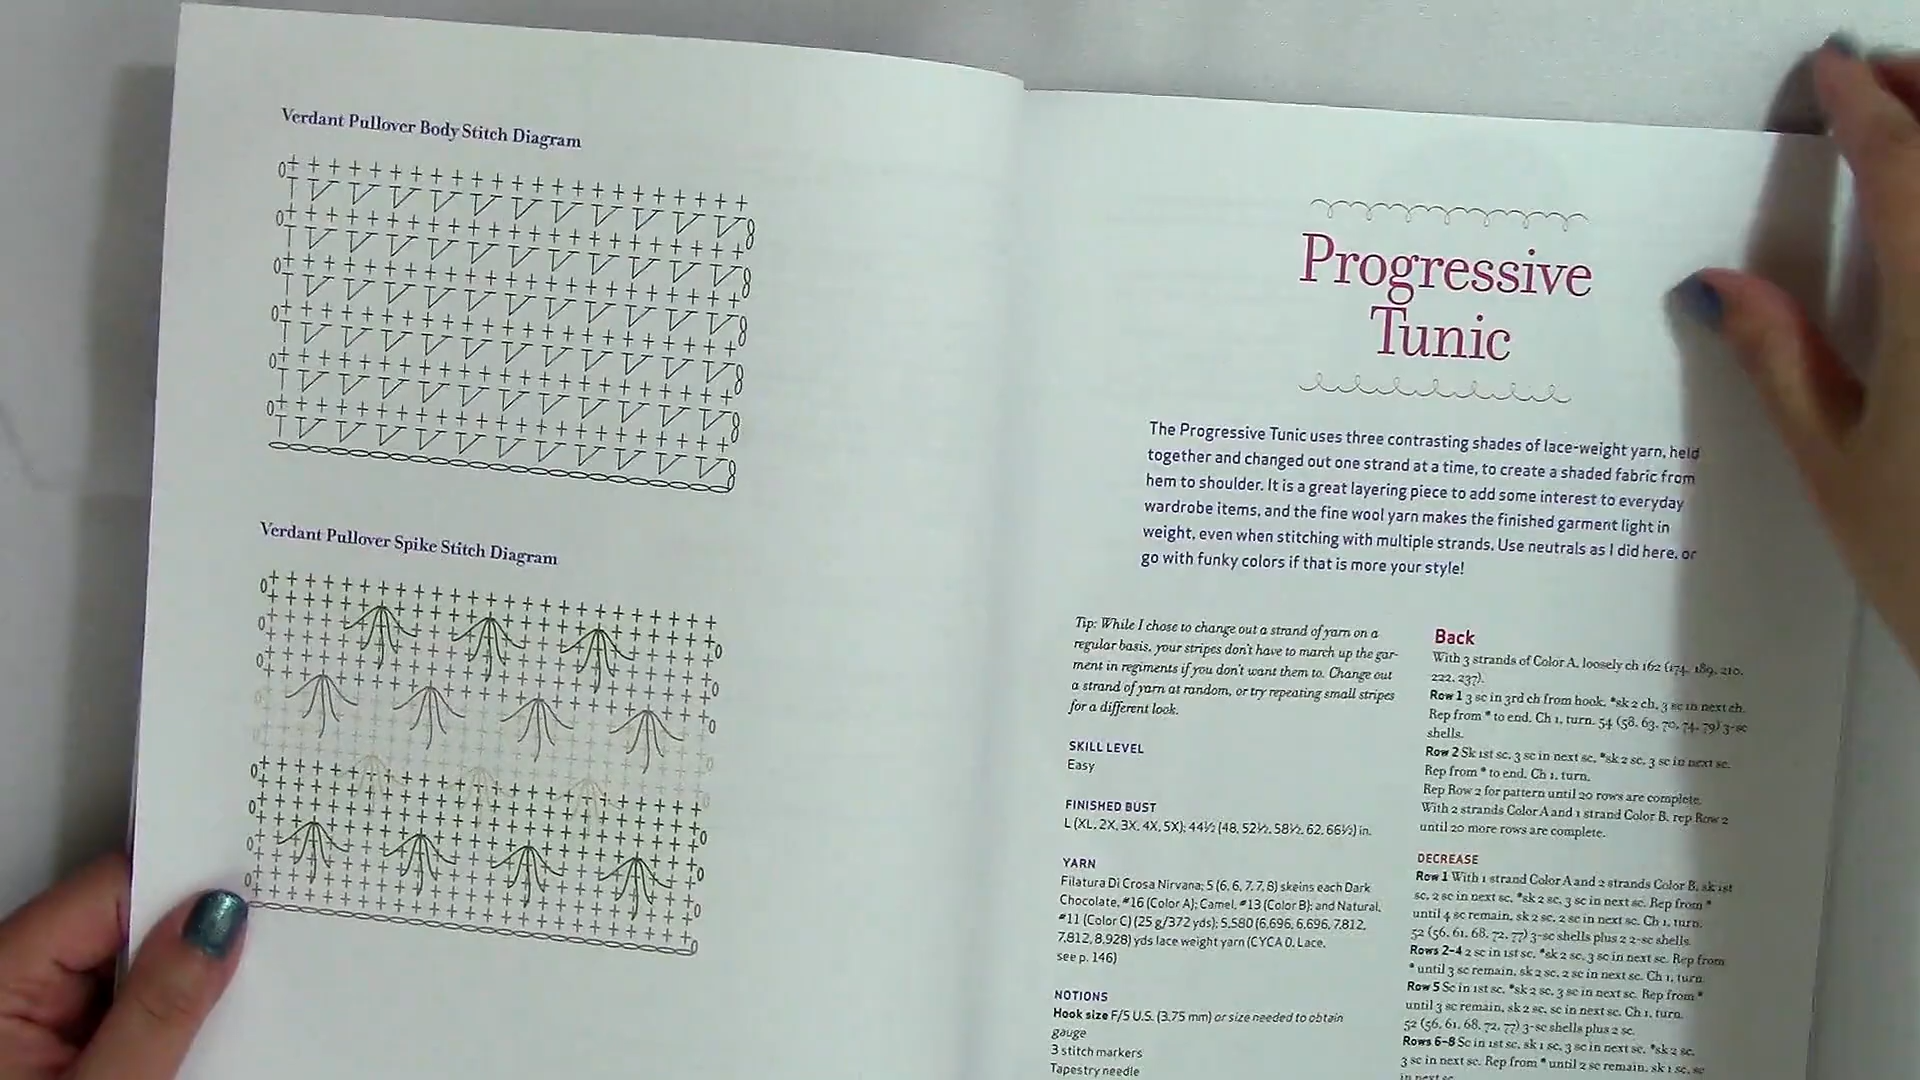 Verdant Pullover Body Stitch Diagram
Verdant Pullover Spike Stitch Diagram
Progressive
Tunic
The Progressive Tunic uses three contrasting shades of lace-weight yarn, held
together and changed out one strand at a time, to create a shaded fabric from
hem to shoulder. It is a great layering piece to add some interest to everyday
wardrobe items, and the fine wool yarn makes the finished garment light in
weight, even when stitching with multiple strands. Use neutrals as I did here, or
go with funky colors if that is more your style!
Tip: While I chose to change out a strand of yarn on a
regular basis, your stripes don't have to march up the gar-
ment in regiments if you don't want them to. Change out
a strand of yarn at random, or try repeating small stripes
for a different look.
SKILL LEVEL
Easy
FINISHED BUST
L (XL, 2X, 3X, 4X, 5X); 44½ (48, 52½, 58½, 62, 66½) in.
YARN
Filatura Di Crosa Nirvana; 5 (6, 6, 7, 7, 8) skeins each Dark
Chocolate, #16 (Color A); Camel, #13 (Color B); and Natural,
#11 (Color C) (25 g/372 yds); 5,580 (6,696, 6,696, 7,812,
7,812, 8,928) yds lace weight yarn (CYCA 0, Lace,
see p. 146)
NOTIONS
Hook size F/5 U.S. (3.75 mm) or size needed to obtain
gauge
3 stitch markers
Tapestry needle
Back
With 3 strands of Color A, loosely ch 162 (174, 189, 210,
222, 237).
Row 1 3 sc in 3rd ch from hook, *sk 2 ch, 3 sc in next ch.
Rep from * to end. Ch 1, turn. 54 (58, 63, 70, 74, 79) 3-sc
shells.
Row 2 Sk 1st sc, 3 sc in next sc, *sk 2 sc, 3 sc in next sc.
Rep from * to end. Ch 1, turn.
Rep Row 2 for pattern until 20 rows are complete.
With 2 strands Color A and 1 strand Color B, rep Row 2
until 20 more rows are complete.
DECREASE
Row 1 With 1 strand Color A and 2 strands Color B, sk 1st
sc, 2 sc in next sc, *sk 2 sc, 3 sc in next sc. Rep from *
until 4 sc remain, sk 2 sc, 2 sc in next sc. Ch 1, turn.
52 (56, 61, 68, 72, 77) 3-sc shells plus 2 2-sc shells.
Rows 2–4 2 sc in 1st sc, *sk 2 sc, 3 sc in next sc. Rep from
* until 3 sc remain, sk 2 sc, 2 sc in next sc. Ch 1, turn.
Row 5 Sc in 1st sc, *sk 2 sc, 3 sc in next sc. Rep from *
until 3 sc remain, sk 2 sc, sc in next sc. Ch 1, turn.
52 (56, 61, 68, 72, 77) 3-sc shells plus 2 sc.
Rows 6–8 Sc in 1st sc, sk 1 sc, 3 sc in next sc, *sk 2 sc,
3 sc in next sc. Rep from * until 2 sc remain, sk 1 sc, sc
in next sc.